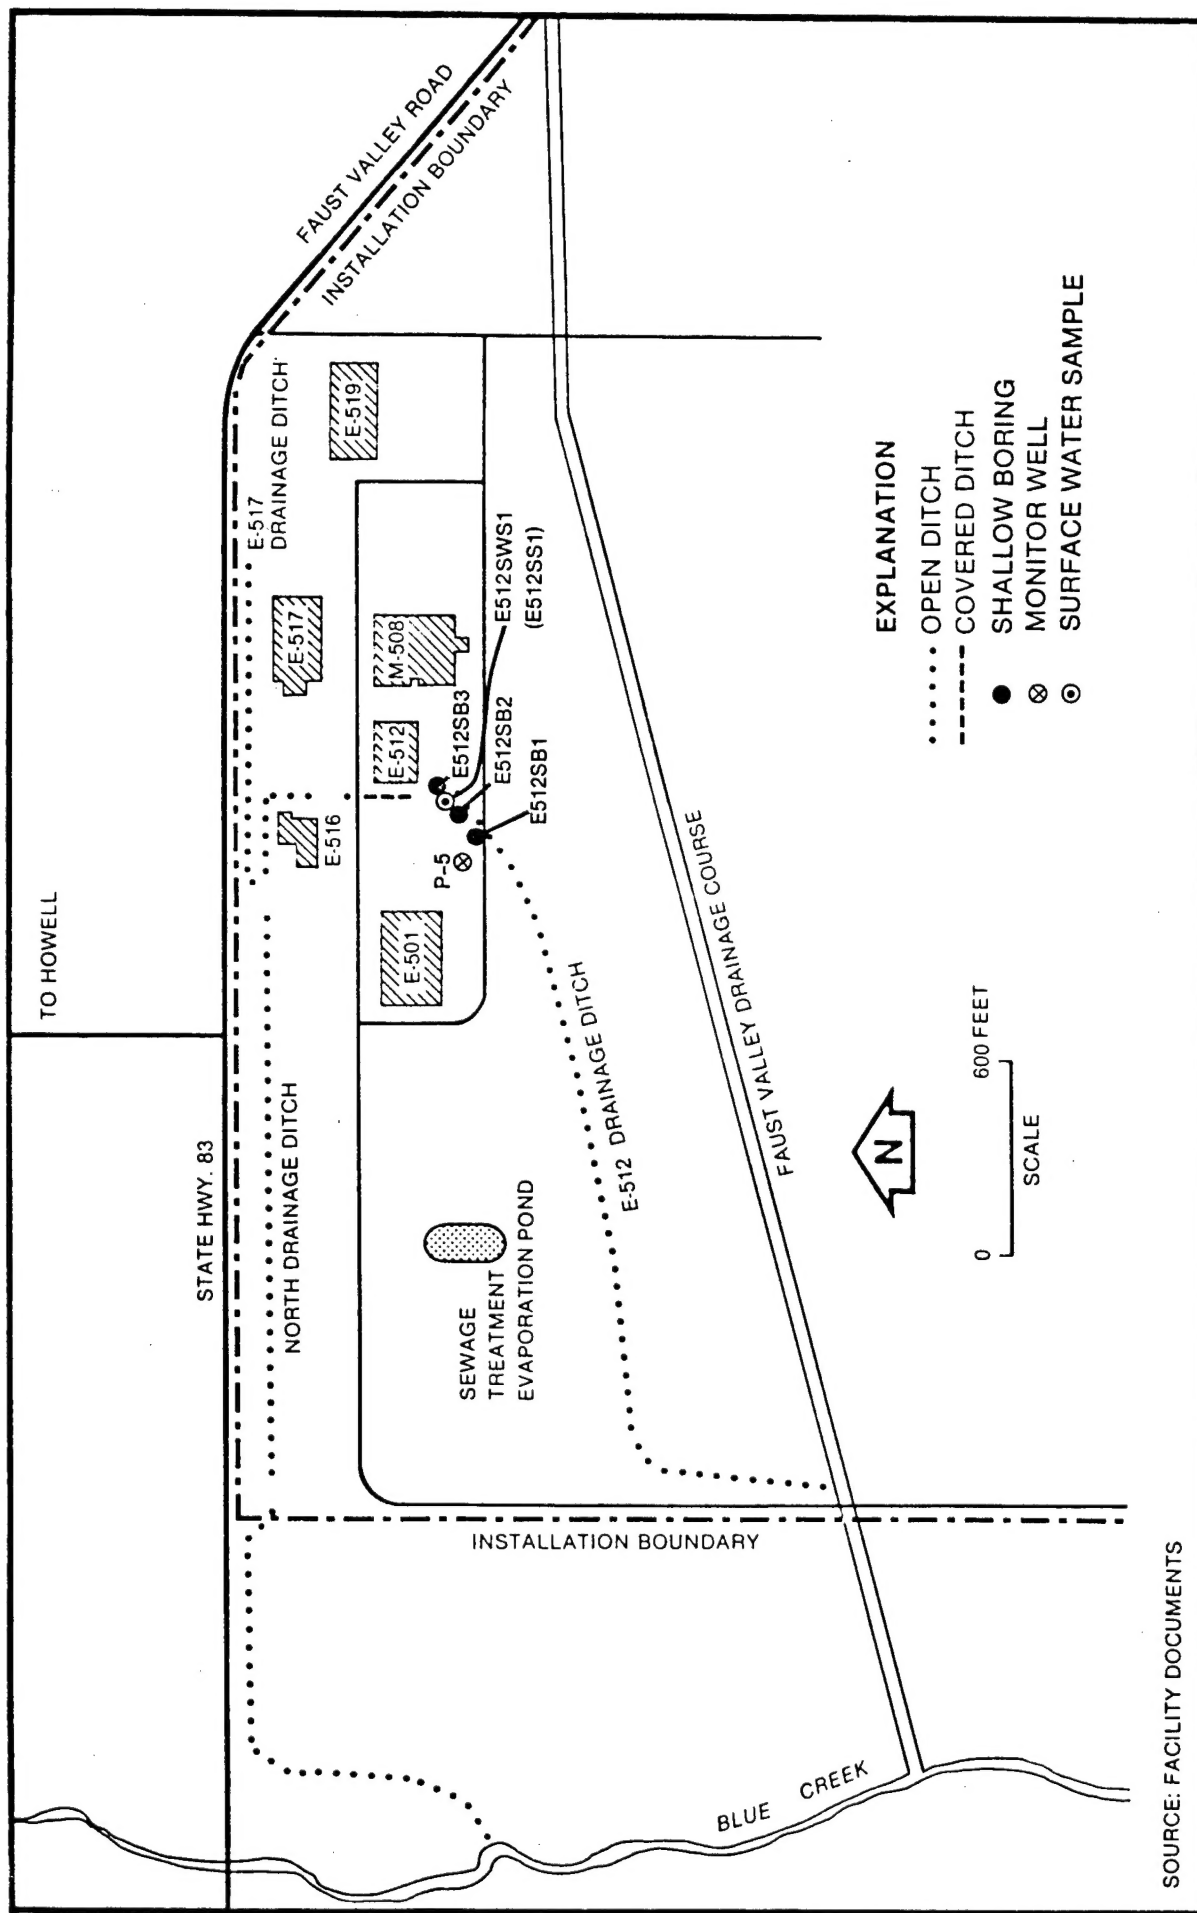 TO HOWELL
STATE HWY. 83
FAUST VALLEY ROAD
INSTALLATION BOUNDARY
NORTH DRAINAGE DITCH
E-517
DRAINAGE DITCH
E-517
E-519
E-516
E-512
M-508
E-501
P-5
E512SB3
E512SB2
E512SB1
E512SWS1
(E512SS1)
SEWAGE
TREATMENT
EVAPORATION POND
E-512 DRAINAGE DITCH
FAUST VALLEY DRAINAGE COURSE
INSTALLATION BOUNDARY
BLUE CREEK
N
0 600 FEET
SCALE
EXPLANATION
OPEN DITCH
COVERED DITCH
SHALLOW BORING
MONITOR WELL
SURFACE WATER SAMPLE
SOURCE: FACILITY DOCUMENTS